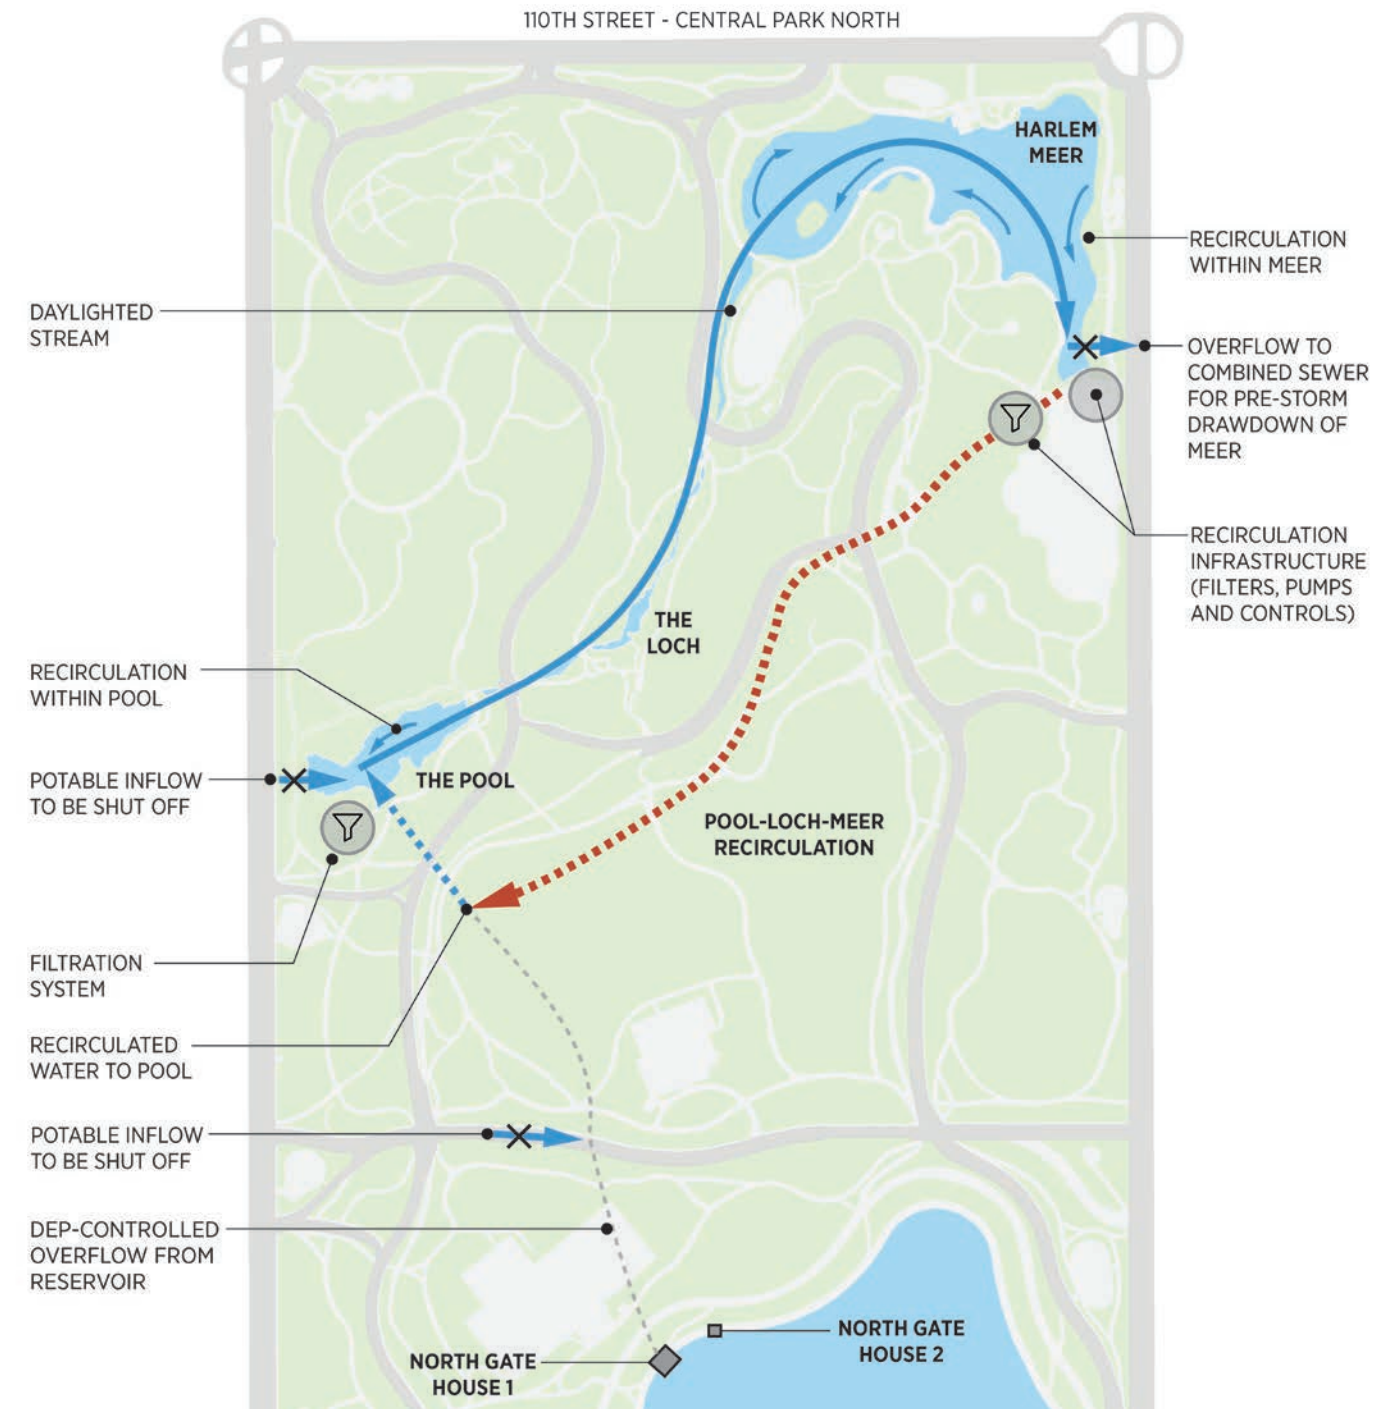 110TH STREET - CENTRAL PARK NORTH
HARLEM
MEER
RECIRCULATION
WITHIN MEER
DAYLIGHTED
STREAM
OVERFLOW TO
COMBINED SEWER
FOR PRE-STORM
DRAWDOWN OF
MEER
RECIRCULATION
INFRASTRUCTURE
(FILTERS, PUMPS
AND CONTROLS)
THE
LOCH
RECIRCULATION
WITHIN POOL
POTABLE INFLOW
TO BE SHUT OFF
THE POOL
POOL-LOCH-MEER
RECIRCULATION
FILTRATION
SYSTEM
RECIRCULATED
WATER TO POOL
POTABLE INFLOW
TO BE SHUT OFF
DEP-CONTROLLED
OVERFLOW FROM
RESERVOIR
NORTH GATE
HOUSE 2
NORTH GATE
HOUSE 1